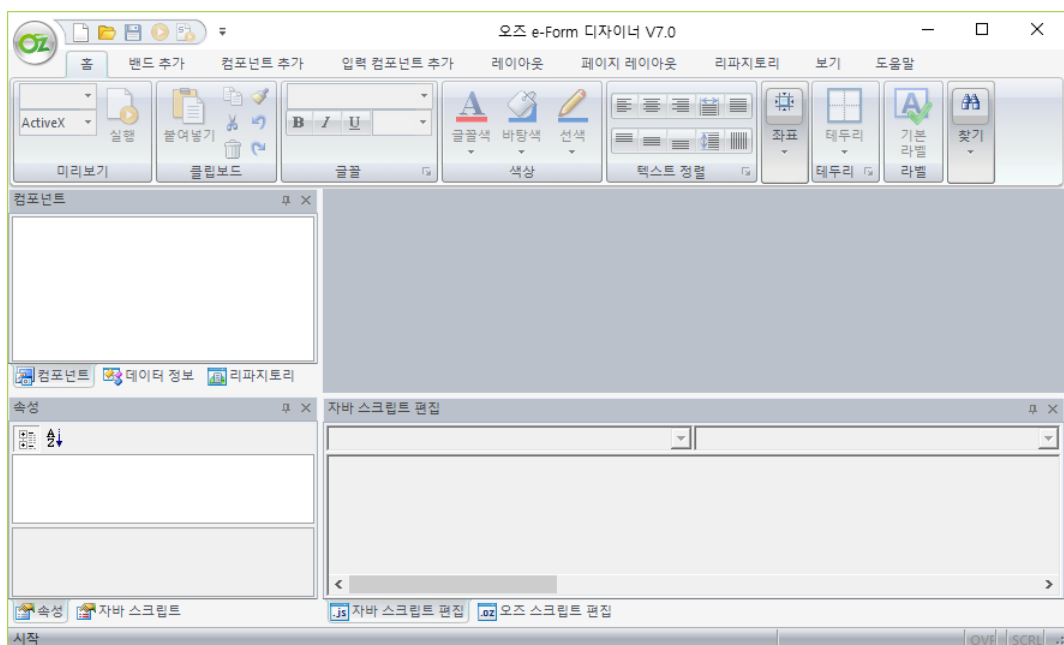 OZ
오즈 e-Form 디자이너 V7.0
홈 밴드 추가 컴포넌트 추가 입력 컴포넌트 추가 레이아웃 페이지 레이아웃 리파지토리 보기 도움말
ActiveX 실행 붙여넣기 B I U 글꼴색 바탕색 선색 좌표 테두리 기본 라벨 찾기
미리보기 클립보드 글꼴 색상 텍스트 정렬 테두리 라벨
컴포넌트
컴포넌트 데이터 정보 리파지토리
속성 자바 스크립트 편집
속성 자바 스크립트 .js 자바 스크립트 편집 .oz 오즈 스크립트 편집
시작 OVR SCRL